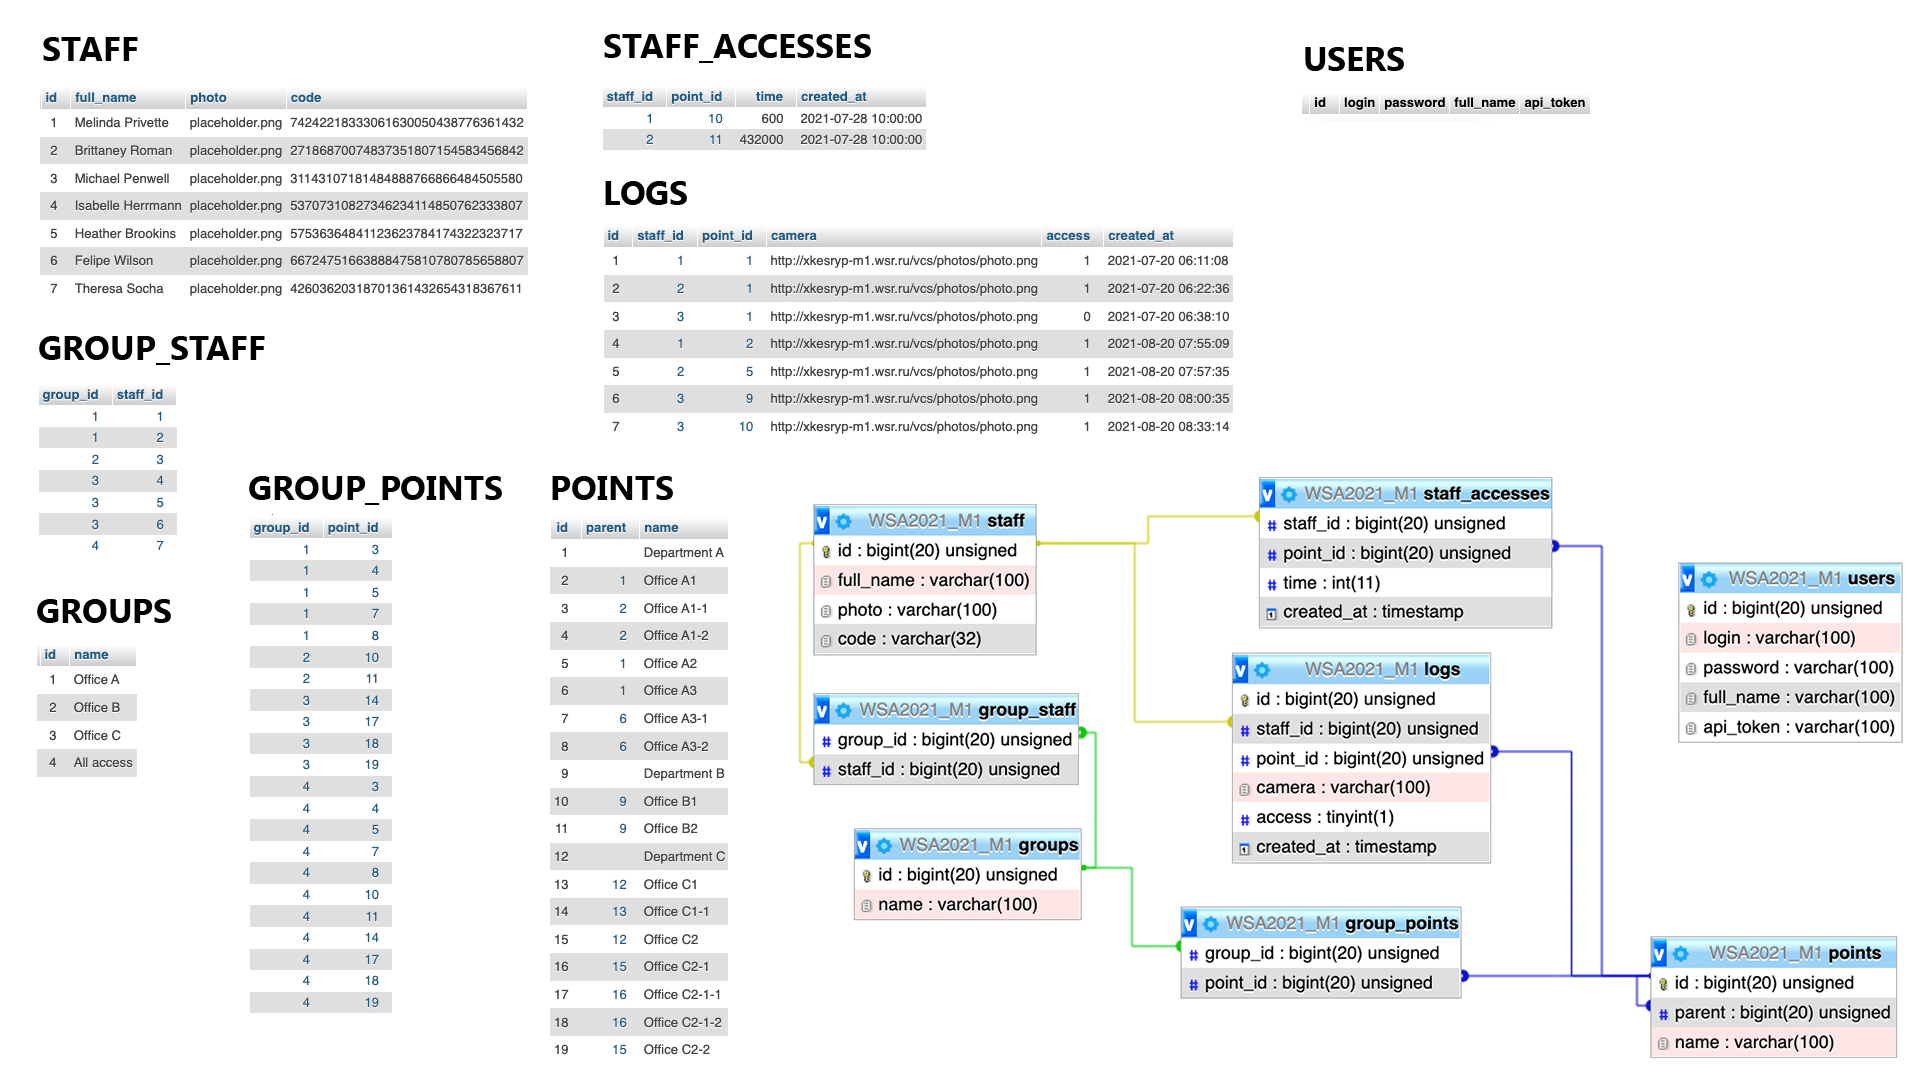 STAFF
id full_name photo code
1 Melinda Privette placeholder.png 74242218333061630050438776361432
2 Brittaney Roman placeholder.png 27186870074837351807154583456842
3 Michael Penwell placeholder.png 31143107181484888766866484505580
4 Isabelle Herrmann placeholder.png 53707310827346234114850762333807
5 Heather Brookins placeholder.png 57536364841123623784174322323717
6 Felipe Wilson placeholder.png 66724751663888475810780785658807
7 Theresa Socha placeholder.png 42603620318701361432654318367611
GROUP_STAFF
group_id staff_id
1 1
1 2
2 3
3 4
3 5
3 6
4 7
GROUPS
id name
1 Office A
2 Office B
3 Office C
4 All access
GROUP_POINTS
group_id point_id
1 3
1 4
1 5
1 7
1 8
2 10
2 11
3 14
3 17
3 18
3 19
4 3
4 4
4 5
4 7
4 8
4 10
4 11
4 14
4 17
4 18
4 19
POINTS
id parent name
1 Department A
2 1 Office A1
3 2 Office A1-1
4 2 Office A1-2
5 1 Office A2
6 1 Office A3
7 6 Office A3-1
8 6 Office A3-2
9 Department B
10 9 Office B1
11 9 Office B2
12 Department C
13 12 Office C1
14 13 Office C1-1
15 12 Office C2
16 15 Office C2-1
17 16 Office C2-1-1
18 16 Office C2-1-2
19 15 Office C2-2
STAFF_ACCESSES
staff_id point_id time created_at
1 10 600 2021-07-28 10:00:00
2 11 432000 2021-07-28 10:00:00
LOGS
id staff_id point_id camera access created_at
1 1 1 http://xkesryp-m1.wsr.ru/vcs/photos/photo.png 1 2021-07-20 06:11:08
2 2 1 http://xkesryp-m1.wsr.ru/vcs/photos/photo.png 1 2021-07-20 06:22:36
3 3 1 http://xkesryp-m1.wsr.ru/vcs/photos/photo.png 0 2021-07-20 06:38:10
4 1 2 http://xkesryp-m1.wsr.ru/vcs/photos/photo.png 1 2021-08-20 07:55:09
5 2 5 http://xkesryp-m1.wsr.ru/vcs/photos/photo.png 1 2021-08-20 07:57:35
6 3 9 http://xkesryp-m1.wsr.ru/vcs/photos/photo.png 1 2021-08-20 08:00:35
7 3 10 http://xkesryp-m1.wsr.ru/vcs/photos/photo.png 1 2021-08-20 08:33:14
USERS
id login password full_name api_token
v WSA2021_M1 staff
id : bigint(20) unsigned
full_name : varchar(100)
photo : varchar(100)
code : varchar(32)
v WSA2021_M1 group_staff
# group_id : bigint(20) unsigned
# staff_id : bigint(20) unsigned
v WSA2021_M1 groups
id : bigint(20) unsigned
name : varchar(100)
v WSA2021_M1 staff_accesses
# staff_id : bigint(20) unsigned
# point_id : bigint(20) unsigned
# time : int(11)
created_at : timestamp
v WSA2021_M1 logs
id : bigint(20) unsigned
# staff_id : bigint(20) unsigned
# point_id : bigint(20) unsigned
camera : varchar(100)
# access : tinyint(1)
created_at : timestamp
v WSA2021_M1 group_points
# group_id : bigint(20) unsigned
# point_id : bigint(20) unsigned
v WSA2021_M1 users
id : bigint(20) unsigned
login : varchar(100)
password : varchar(100)
full_name : varchar(100)
api_token : varchar(100)
v WSA2021_M1 points
id : bigint(20) unsigned
# parent : bigint(20) unsigned
name : varchar(100)